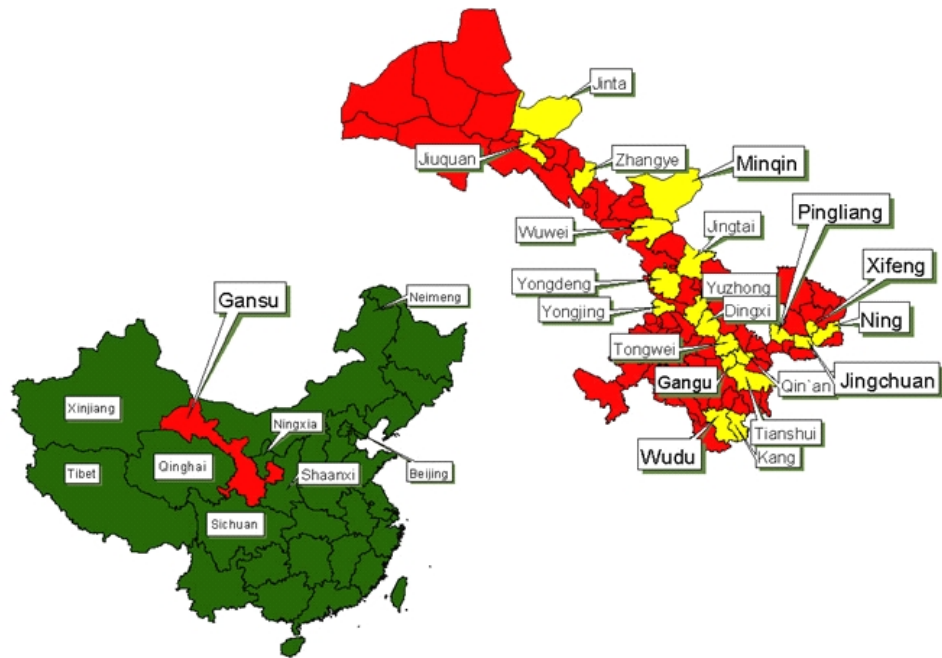 Jinta
Jiuquan
Zhangye
Minqin
Pingliang
Wuwei
Jingtai
Xifeng
Yongdeng
Yuzhong
Gansu
Neimeng
Yongjing
Dingxi
Ning
Tongwei
Gangu
Qin`an
Jingchuan
Xinjiang
Ningxia
Tianshui
Wudu
Kang
Qinghai
Shaanxi
Beijing
Tibet
Sichuan